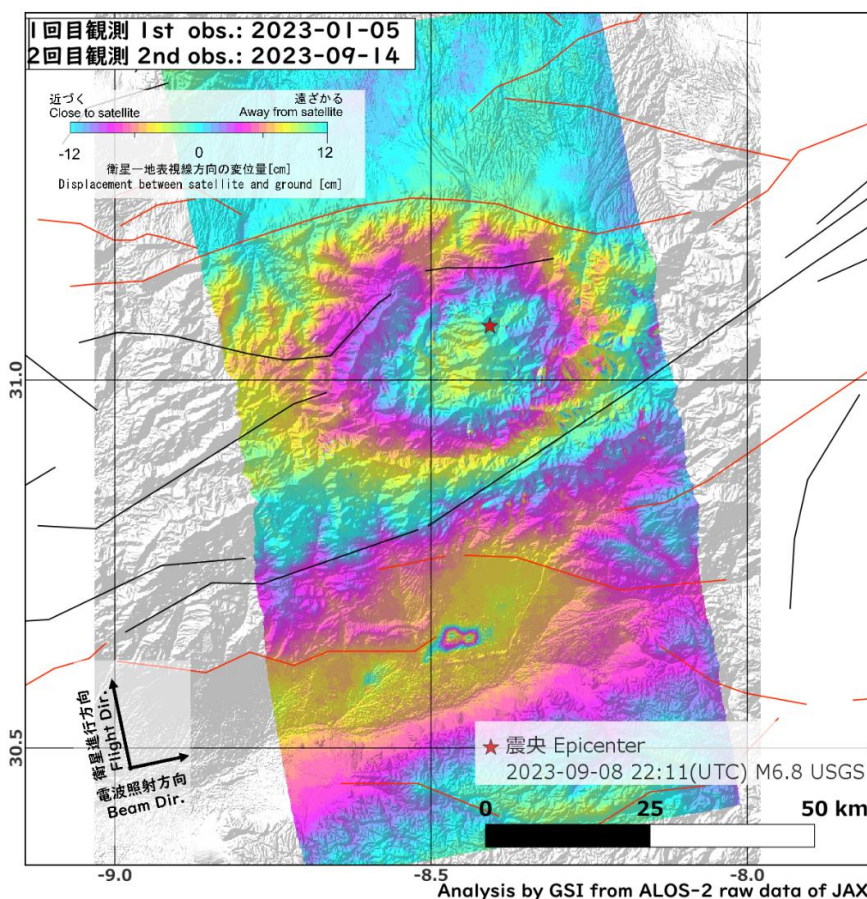 1回目観測 1st obs.: 2023-01-05
2回目観測 2nd obs.: 2023-09-14
近づく 遠ざかる
Close to satellite Away from satellite
-12 0 12
衛星ー地表視線方向の変位量[cm]
Displacement between satellite and ground [cm]
31.0
30.5
衛星進行方向
Flight Dir.
電波照射方向
Beam Dir.
震央 Epicenter
2023-09-08 22:11(UTC) M6.8 USGS
0 25 50 km
-9.0 -8.5 -8.0
Analysis by GSI from ALOS-2 raw data of JAX